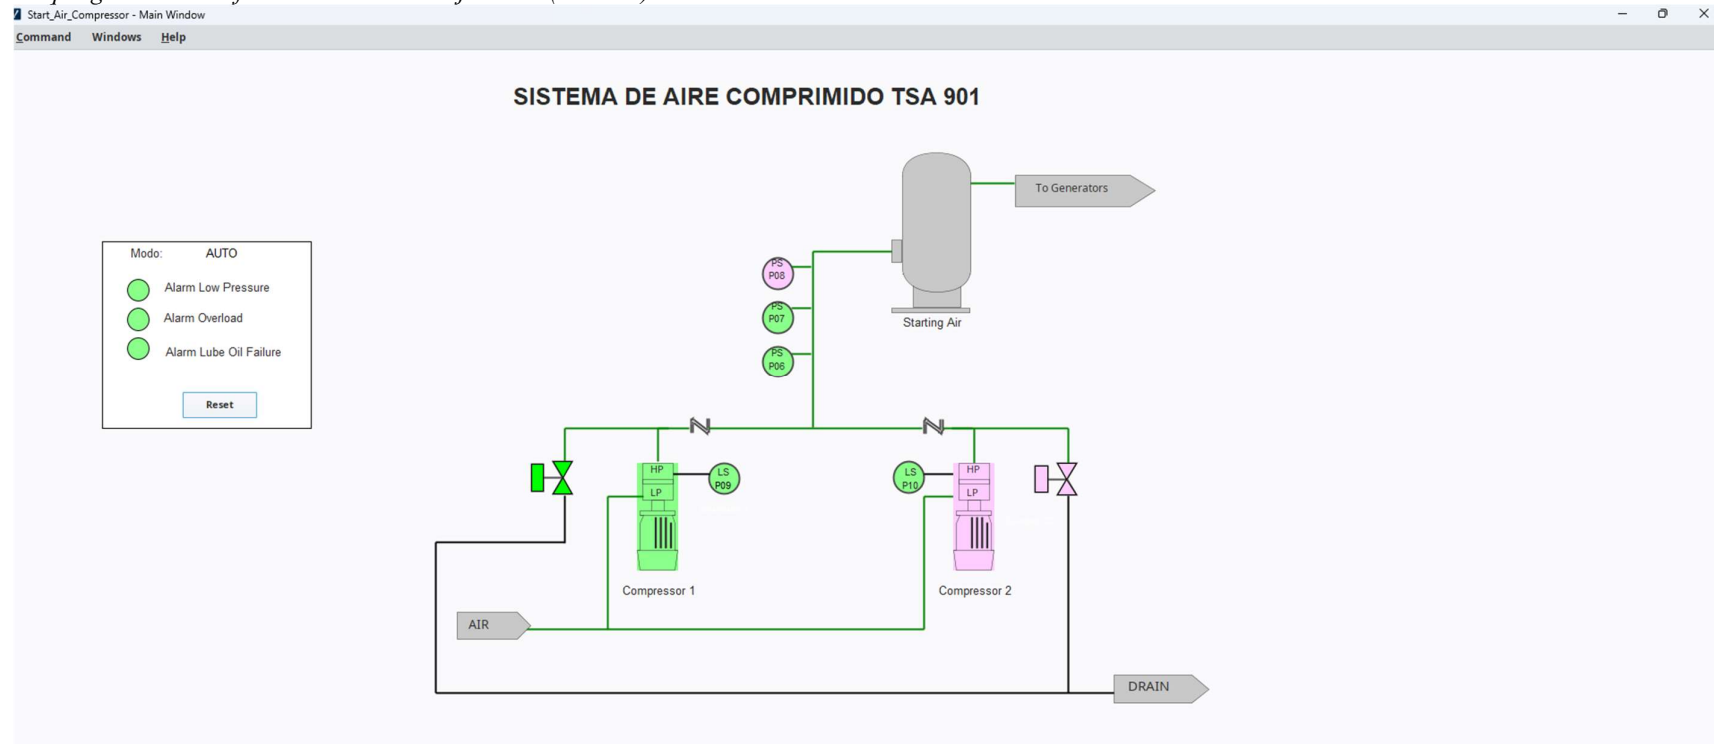 Start_Air_Compressor - Main Window
Command Windows Help
SISTEMA DE AIRE COMPRIMIDO TSA 901
To Generators
Modo: AUTO
Alarm Low Pressure
Alarm Overload
Alarm Lube Oil Failure
Reset
PS
P08
PS
P07
PS
P06
Starting Air
HP
LP
LS
P09
Compressor 1
LS
P10
HP
LP
Compressor 2
AIR
DRAIN